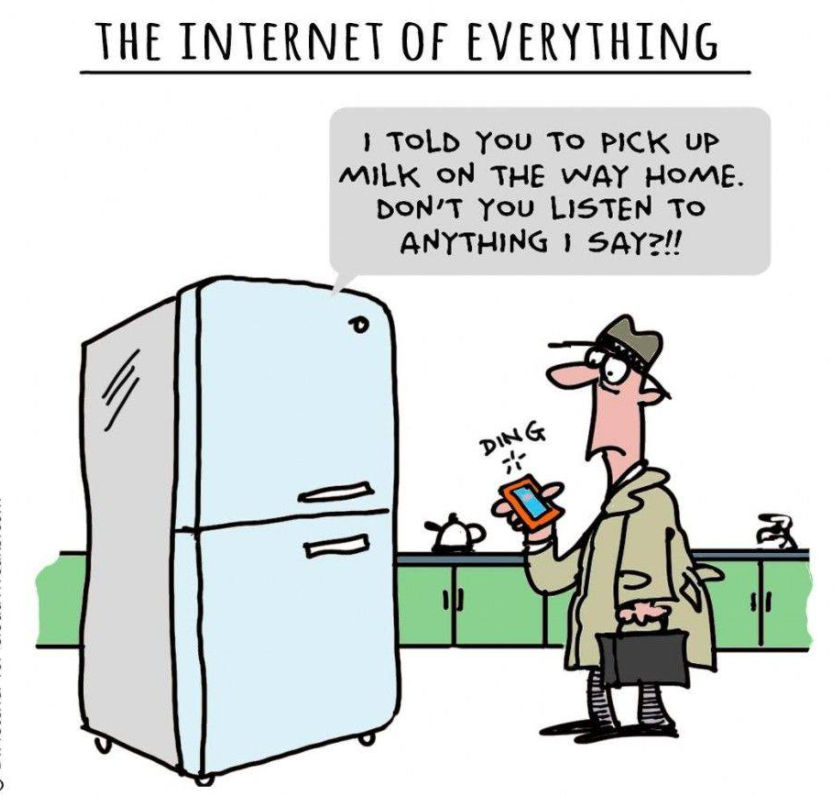 THE INTERNET OF EVERYTHING
I TOLD YOU TO PICK UP
MILK ON THE WAY HOME.
DON'T YOU LISTEN TO
ANYTHING I SAY?!!
DING